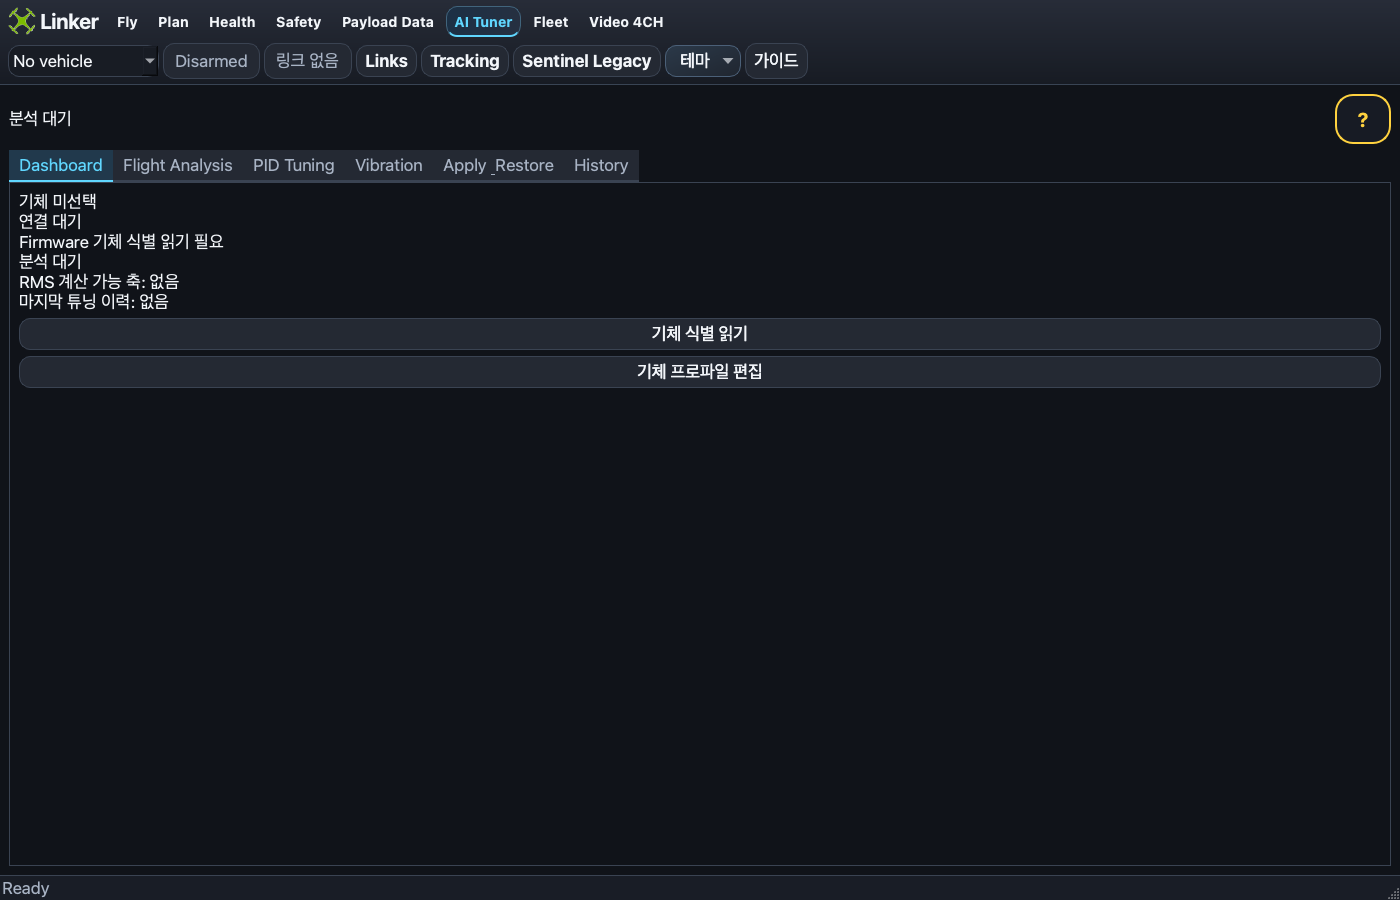 Linker Fly Plan Health Safety Payload Data AI Tuner Fleet Video 4CH
No vehicle Disarmed 링크 없음 Links Tracking Sentinel Legacy 테마 가이드
분석 대기
?
Dashboard Flight Analysis PID Tuning Vibration Apply _Restore History
기체 미선택
연결 대기
Firmware 기체 식별 읽기 필요
분석 대기
RMS 계산 가능 축: 없음
마지막 튜닝 이력: 없음
기체 식별 읽기
기체 프로파일 편집
Ready